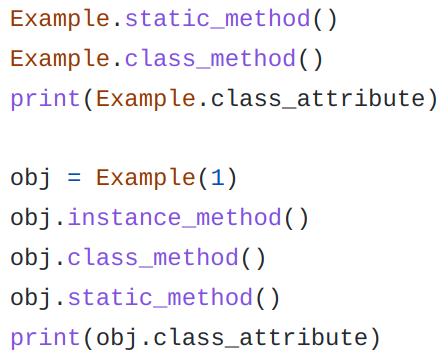 Example.static_method()
Example.class_method()
print(Example.class_attribute)
obj = Example(1)
obj.instance_method()
obj.class_method()
obj.static_method()
print(obj.class_attribute)